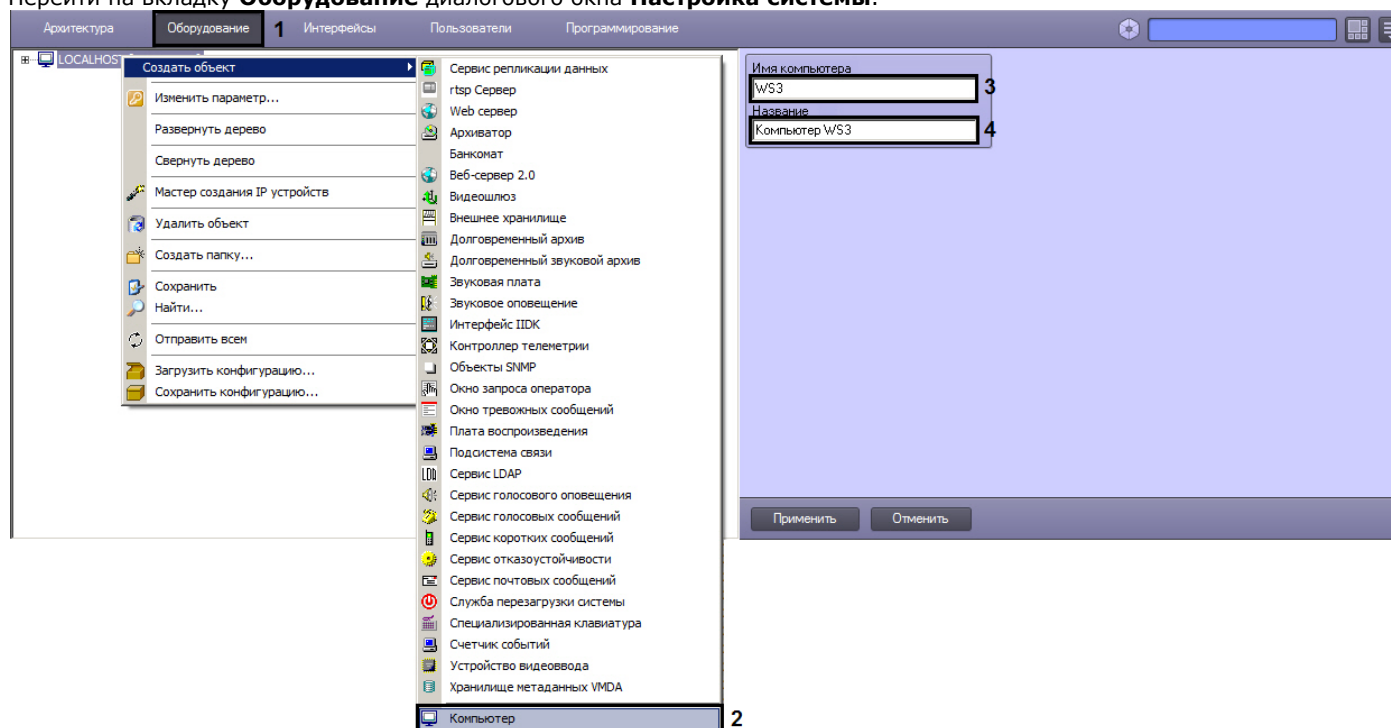 Перейти на вкладку Оборудование диалогового окна Настройка системы.
Архитектура Оборудование 1 Интерфейсы Пользователи Программирование
LOCALHOST
Создать объект
Изменить параметр...
Развернуть дерево
Свернуть дерево
Мастер создания IP устройств
Удалить объект
Создать папку...
Сохранить
Найти...
Отправить всем
Загрузить конфигурацию...
Сохранить конфигурацию...
Сервис репликации данных
rtsp Сервер
Web сервер
Архиватор
Банкомат
Веб-сервер 2.0
Видеошлюз
Внешнее хранилище
Долговременный архив
Долговременный звуковой архив
Звуковая плата
Звуковое оповещение
Интерфейс IIDK
Контроллер телеметрии
Объекты SNMP
Окно запроса оператора
Окно тревожных сообщений
Плата воспроизведения
Подсистема связи
Сервис LDAP
Сервис голосового оповещения
Сервис голосовых сообщений
Сервис коротких сообщений
Сервис отказоустойчивости
Сервис почтовых сообщений
Служба перезагрузки системы
Специализированная клавиатура
Счетчик событий
Устройство видеоввода
Хранилище метаданных VMDA
Компьютер 2
Имя компьютера
WS3 3
Название
Компьютер WS3 4
Применить Отменить